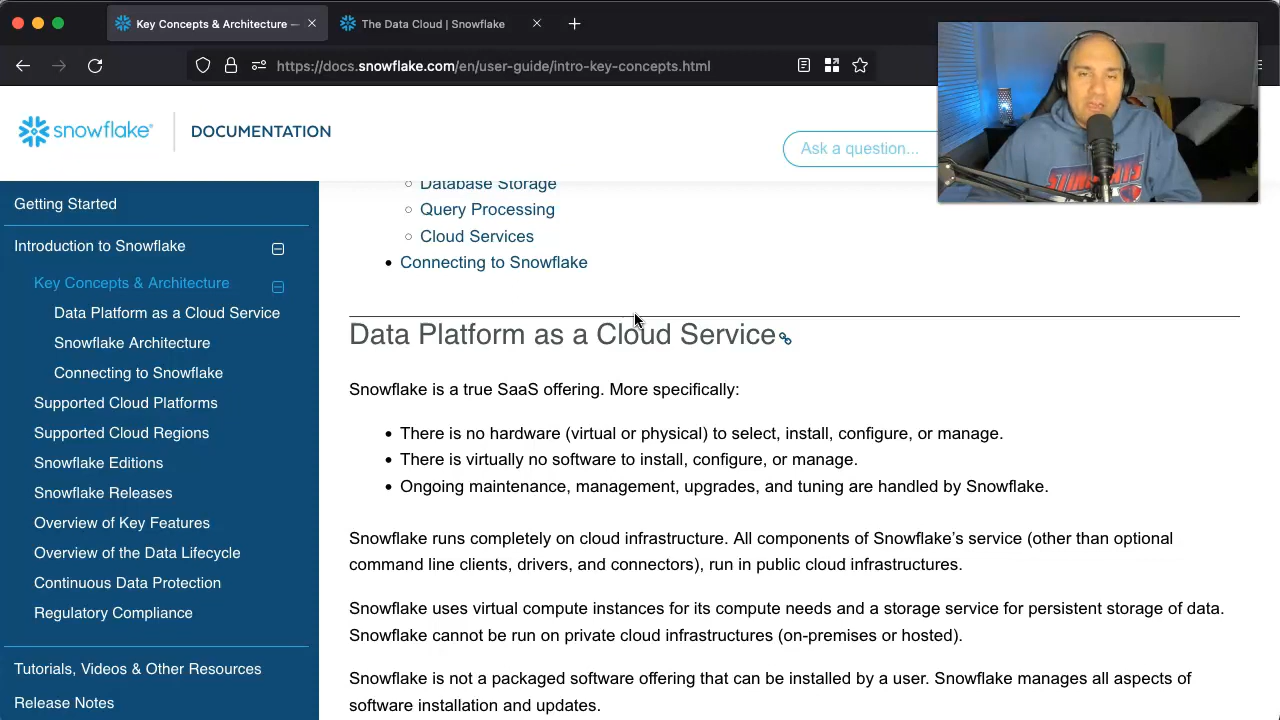 Key Concepts & Architecture —
The Data Cloud | Snowflake
https://docs.snowflake.com/en/user-guide/intro-key-concepts.html
snowflake®
DOCUMENTATION
Ask a question...
Getting Started
Introduction to Snowflake
Key Concepts & Architecture
Data Platform as a Cloud Service
Snowflake Architecture
Connecting to Snowflake
Supported Cloud Platforms
Supported Cloud Regions
Snowflake Editions
Snowflake Releases
Overview of Key Features
Overview of the Data Lifecycle
Continuous Data Protection
Regulatory Compliance
Tutorials, Videos & Other Resources
Release Notes
Database Storage
Query Processing
Cloud Services
Connecting to Snowflake
Data Platform as a Cloud Service
Snowflake is a true SaaS offering. More specifically:
There is no hardware (virtual or physical) to select, install, configure, or manage.
There is virtually no software to install, configure, or manage.
Ongoing maintenance, management, upgrades, and tuning are handled by Snowflake.
Snowflake runs completely on cloud infrastructure. All components of Snowflake’s service (other than optional
command line clients, drivers, and connectors), run in public cloud infrastructures.
Snowflake uses virtual compute instances for its compute needs and a storage service for persistent storage of data.
Snowflake cannot be run on private cloud infrastructures (on-premises or hosted).
Snowflake is not a packaged software offering that can be installed by a user. Snowflake manages all aspects of
software installation and updates.